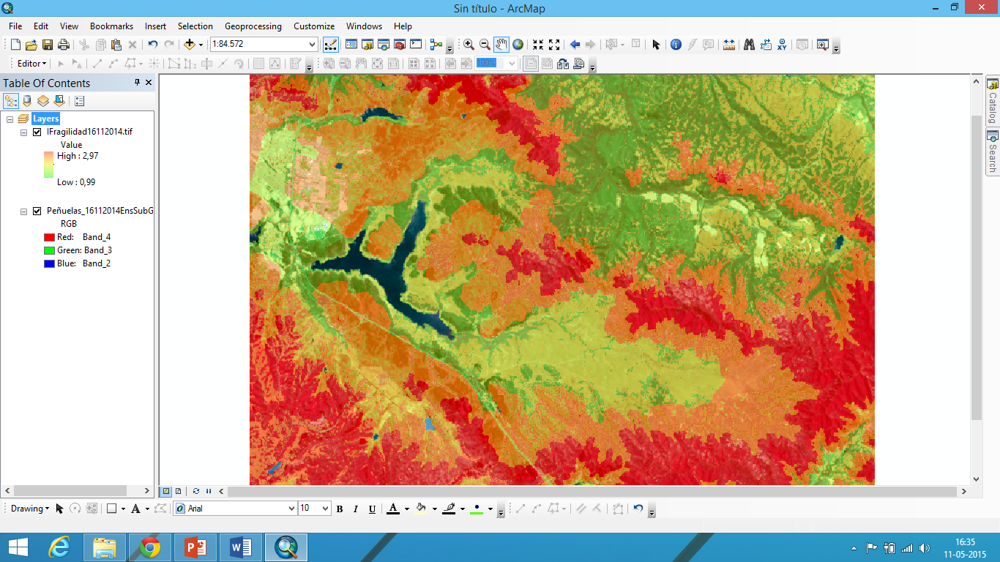 Sin título - ArcMap
File Edit View Bookmarks Insert Selection Geoprocessing Customize Windows Help
1:84.572
Editor
1:1
100%
Table Of Contents
Layers
IFragilidad16112014.tif
Value
High : 2,97
Low : 0,99
Peñuelas_16112014EnsSubG
RGB
Red: Band_4
Green: Band_3
Blue: Band_2
Catalog
Search
Drawing
A
Arial
10
B I U A
16:35
11-05-2015